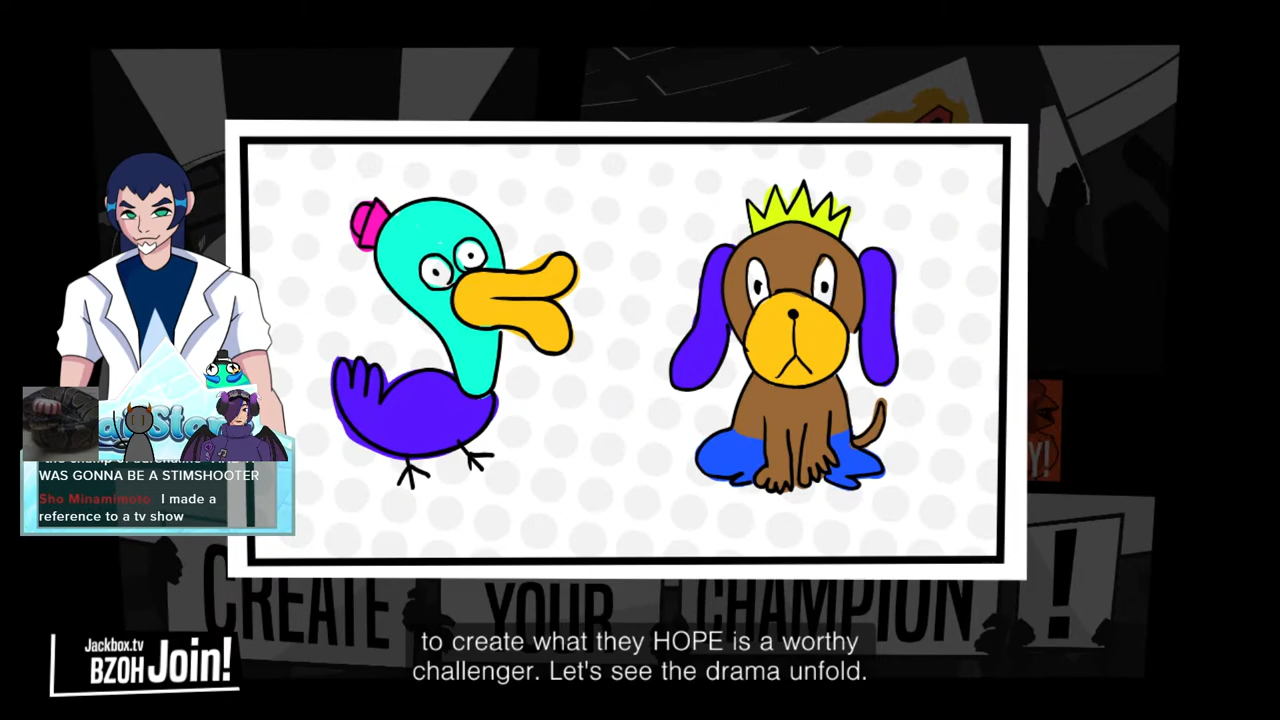 WAS GONNA BE A STIMSHOOTER
Sho Minamimoto I made a
reference to a tv show
Y!
CREATE YOUR CHAMPION !
to create what they HOPE is a worthy
challenger. Let's see the drama unfold.
Jackbox.tv
BZOH Join!